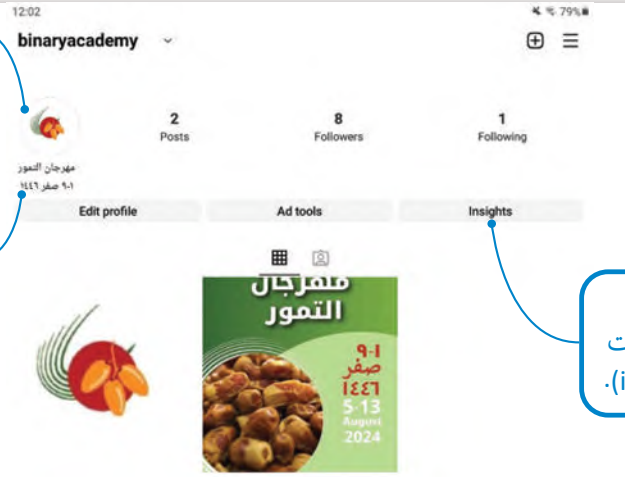 12:02
79%
binaryacademy
2
Posts
8
Followers
1
Following
مهرجان التمور
١-٩ صفر ١٤٤٦
Edit profile
Ad tools
Insights
مهرجان
التمور
١-٩
صفر
١٤٤٦
5-13
August
2024